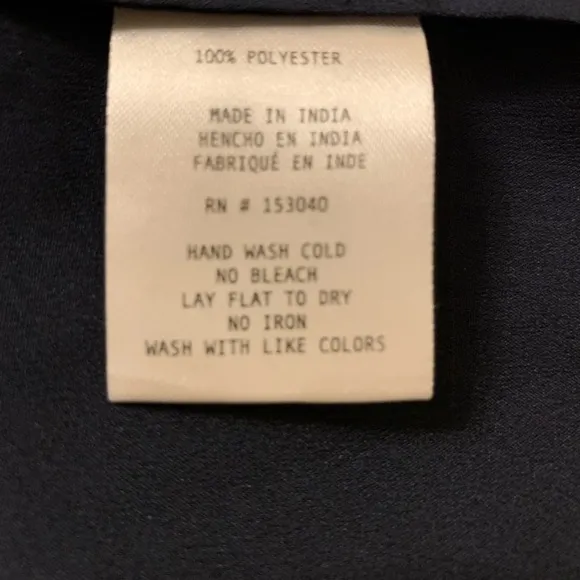 100% POLYESTER
MADE IN INDIA
HENCHO EN INDIA
FABRIQUÉ EN INDE
RN # 153040
HAND WASH COLD
NO BLEACH
LAY FLAT TO DRY
NO IRON
WASH WITH LIKE COLORS